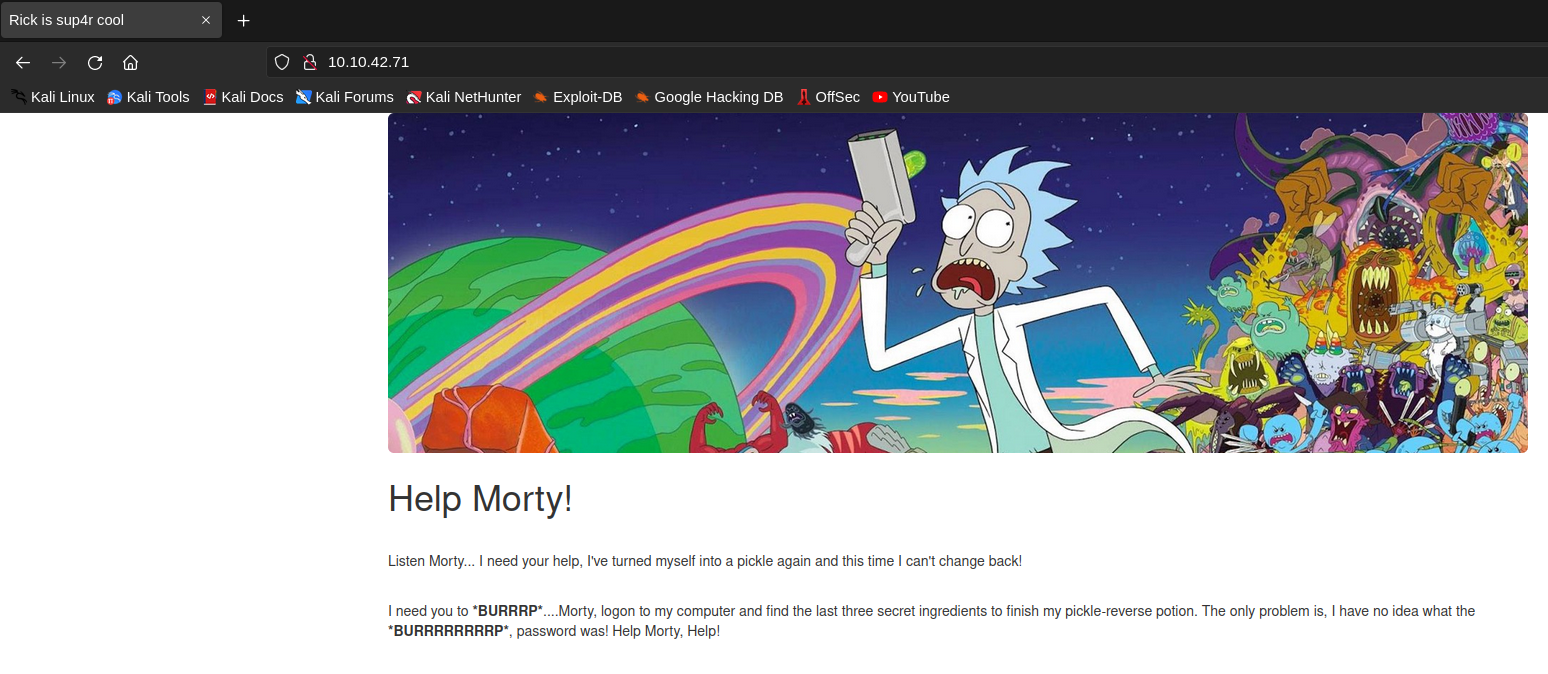 Rick is sup4r cool
10.10.42.71
Kali Linux Kali Tools Kali Docs Kali Forums Kali NetHunter Exploit-DB Google Hacking DB OffSec YouTube
Help Morty!
Listen Morty... I need your help, I've turned myself into a pickle again and this time I can't change back!
I need you to *BURRRP*....Morty, logon to my computer and find the last three secret ingredients to finish my pickle-reverse potion. The only problem is, I have no idea what the
*BURRRRRRRRP*, password was! Help Morty, Help!